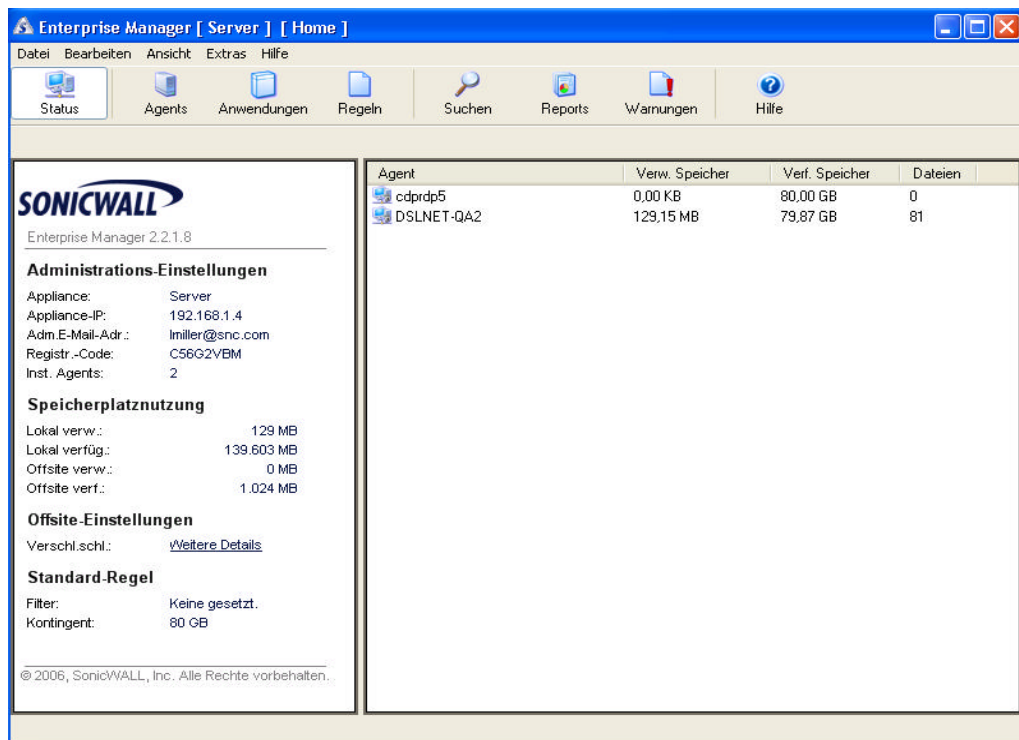 Enterprise Manager [ Server ] [ Home ]
Datei Bearbeiten Ansicht Extras Hilfe
Status Agents Anwendungen Regeln Suchen Reports Warnungen Hilfe
SONICWALL
Enterprise Manager 2.2.1.8
Administrations-Einstellungen
Appliance: Server
Appliance-IP: 192.168.1.4
Adm.E-Mail-Adr.: lmiller@snc.com
Registr.-Code: C56G2VBM
Inst. Agents: 2
Speicherplatznutzung
Lokal verw.: 129 MB
Lokal verfüg.: 139.603 MB
Offsite verw.: 0 MB
Offsite verf.: 1.024 MB
Offsite-Einstellungen
Verschl.schl.: Weitere Details
Standard-Regel
Filter: Keine gesetzt.
Kontingent: 80 GB
© 2006, SonicWALL, Inc. Alle Rechte vorbehalten.
Agent Verw. Speicher Verf. Speicher Dateien
cdprdp5 0,00 KB 80,00 GB 0
DSLNET-QA2 129,15 MB 79,87 GB 81